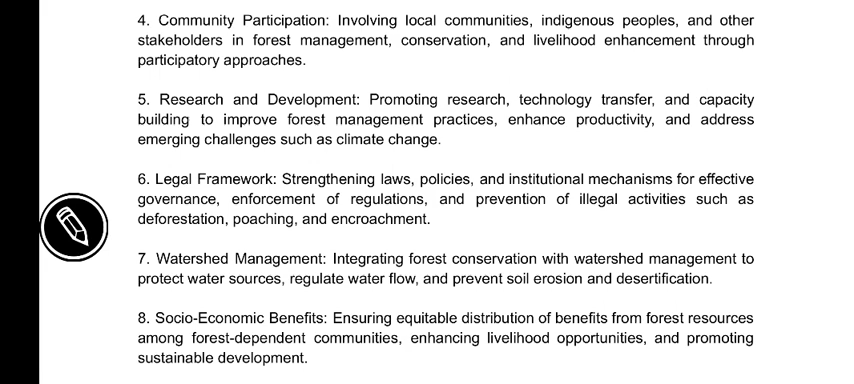 4. Community Participation: Involving local communities, indigenous peoples, and other
stakeholders in forest management, conservation, and livelihood enhancement through
participatory approaches.
5. Research and Development: Promoting research, technology transfer, and capacity
building to improve forest management practices, enhance productivity, and address
emerging challenges such as climate change.
6. Legal Framework: Strengthening laws, policies, and institutional mechanisms for effective
governance, enforcement of regulations, and prevention of illegal activities such as
deforestation, poaching, and encroachment.
7. Watershed Management: Integrating forest conservation with watershed management to
protect water sources, regulate water flow, and prevent soil erosion and desertification.
8. Socio-Economic Benefits: Ensuring equitable distribution of benefits from forest resources
among forest-dependent communities, enhancing livelihood opportunities, and promoting
sustainable development.